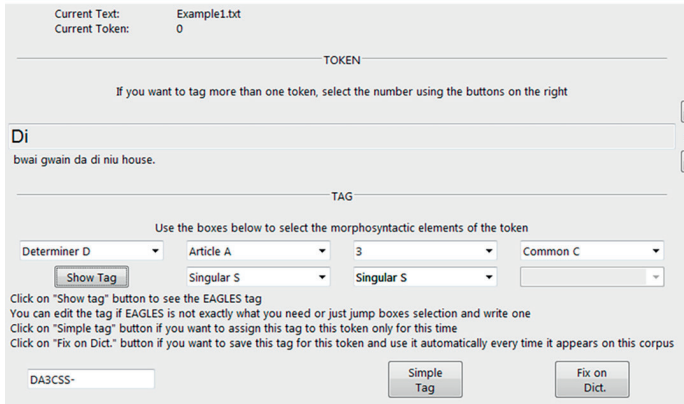 Current Text: Example1.txt
Current Token: 0
TOKEN
If you want to tag more than one token, select the number using the buttons on the right
Di
bwai gwain da di niu house.
TAG
Use the boxes below to select the morphosyntactic elements of the token
Determiner D Article A 3 Common C
Show Tag Singular S Singular S
Click on "Show tag" button to see the EAGLES tag
You can edit the tag if EAGLES is not exactly what you need or just jump boxes selection and write one
Click on "Simple tag" button if you want to assign this tag to this token only for this time
Click on "Fix on Dict." button if you want to save this tag for this token and use it automatically every time it appears on this corpus
DA3CSS- Simple Fix on
Tag Dict.